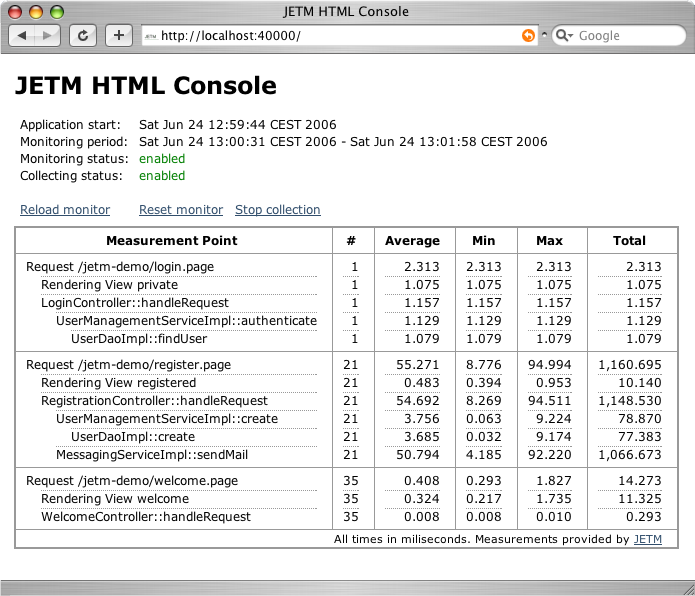 JETM HTML Console
http://localhost:40000/
Google
JETM HTML Console
Application start: Sat Jun 24 12:59:44 CEST 2006
Monitoring period: Sat Jun 24 13:00:31 CEST 2006 - Sat Jun 24 13:01:58 CEST 2006
Monitoring status: enabled
Collecting status: enabled
Reload monitor Reset monitor Stop collection
Measurement Point # Average Min Max Total
Request /jetm-demo/login.page 1 2.313 2.313 2.313 2.313
Rendering View private 1 1.075 1.075 1.075 1.075
LoginController::handleRequest 1 1.157 1.157 1.157 1.157
UserManagementServiceImpl::authenticate 1 1.129 1.129 1.129 1.129
UserDaoImpl::findUser 1 1.079 1.079 1.079 1.079
Request /jetm-demo/register.page 21 55.271 8.776 94.994 1,160.695
Rendering View registered 21 0.483 0.394 0.953 10.140
RegistrationController::handleRequest 21 54.692 8.269 94.511 1,148.530
UserManagementServiceImpl::create 21 3.756 0.063 9.224 78.870
UserDaoImpl::create 21 3.685 0.032 9.174 77.383
MessagingServiceImpl::sendMail 21 50.794 4.185 92.220 1,066.673
Request /jetm-demo/welcome.page 35 0.408 0.293 1.827 14.273
Rendering View welcome 35 0.324 0.217 1.735 11.325
WelcomeController::handleRequest 35 0.008 0.008 0.010 0.293
All times in miliseconds. Measurements provided by JETM